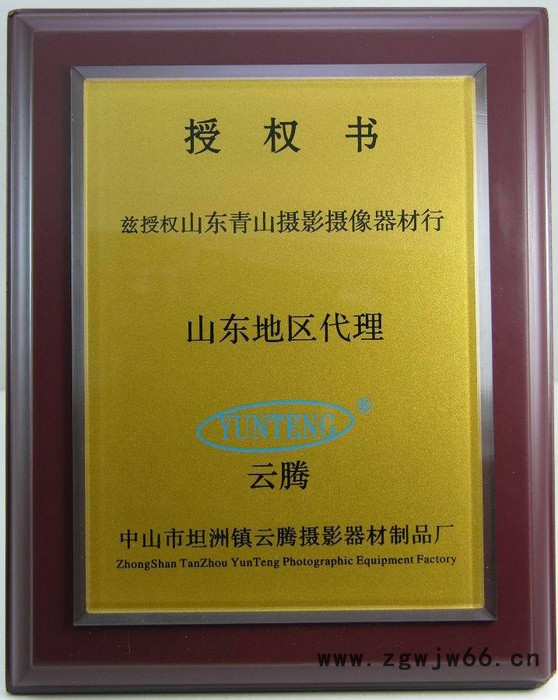 授 权 书
兹授权山东青山摄影摄像器材行
山东地区代理
YUNTENG®
云腾
中山市坦洲镇云腾摄影器材制品厂
ZhongShan TanZhou YunTeng Photographic Equipment Factory
www.zgwjw66.cn